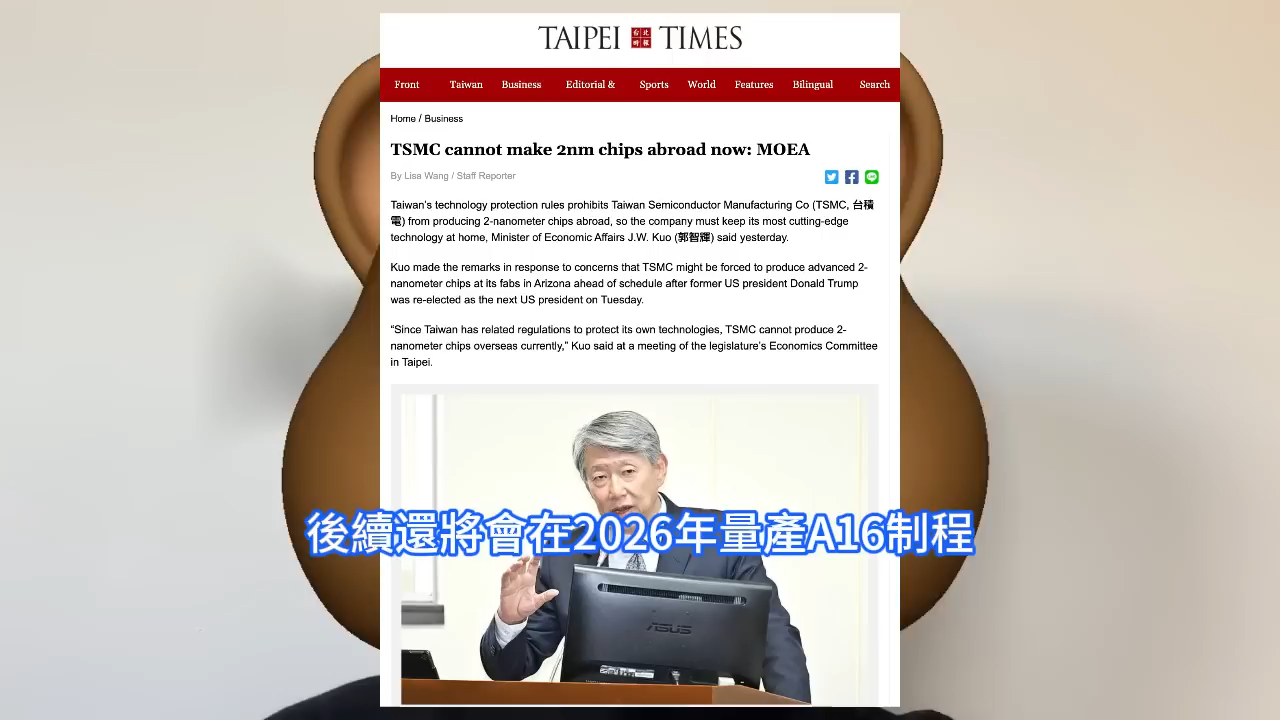 TAIPEI 台北時報 TIMES
Front Taiwan Business Editorial & Sports World Features Bilingual Search
Home / Business
TSMC cannot make 2nm chips abroad now: MOEA
By Lisa Wang / Staff Reporter
Taiwan's technology protection rules prohibits Taiwan Semiconductor Manufacturing Co (TSMC, 台積
電) from producing 2-nanometer chips abroad, so the company must keep its most cutting-edge
technology at home, Minister of Economic Affairs J.W. Kuo (郭智輝) said yesterday.
Kuo made the remarks in response to concerns that TSMC might be forced to produce advanced 2-
nanometer chips at its fabs in Arizona ahead of schedule after former US president Donald Trump
was re-elected as the next US president on Tuesday.
“Since Taiwan has related regulations to protect its own technologies, TSMC cannot produce 2-
nanometer chips overseas currently,” Kuo said at a meeting of the legislature's Economics Committee
in Taipei.
後續還將會在2026年量產A16制程
ASUS